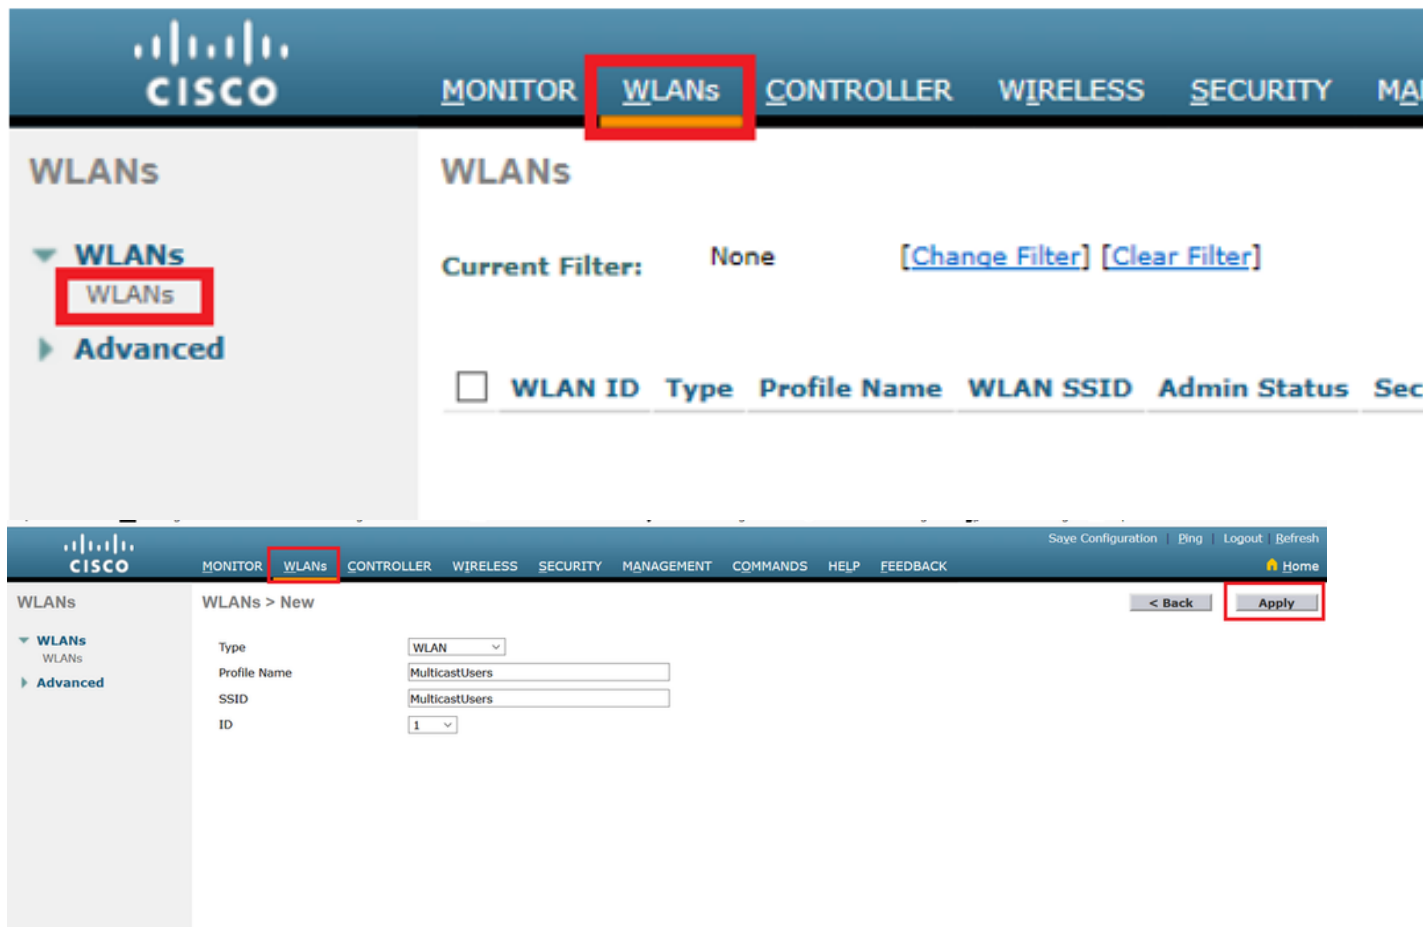 CISCO
MONITOR WLANs CONTROLLER WIRELESS SECURITY
WLANs
WLANs
WLANs
WLANs
Advanced
Current Filter: None [Change Filter] [Clear Filter]
WLAN ID Type Profile Name WLAN SSID Admin Status Sec
Save Configuration | Ping | Logout | Refresh
CISCO
MONITOR WLANs CONTROLLER WIRELESS SECURITY MANAGEMENT COMMANDS HELP FEEDBACK
Home
WLANs
WLANs
WLANs
Advanced
WLANs > New
< Back Apply
Type WLAN
Profile Name MulticastUsers
SSID MulticastUsers
ID 1